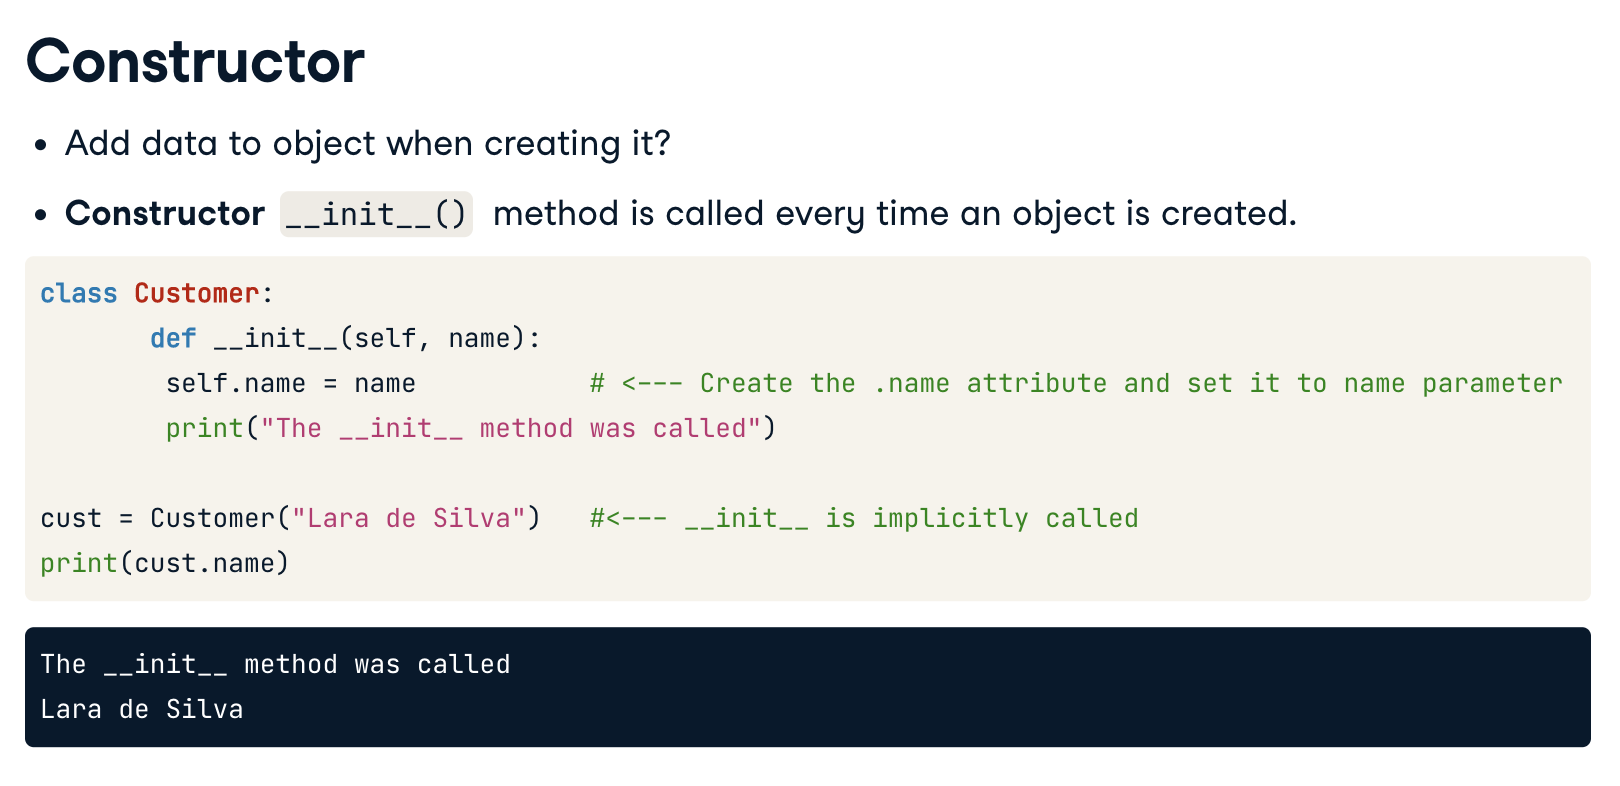 Constructor
• Add data to object when creating it?
• Constructor __init__() method is called every time an object is created.
class Customer:
       def __init__(self, name):
        self.name = name           # <--- Create the .name attribute and set it to name parameter
        print("The __init__ method was called")
cust = Customer("Lara de Silva")   #<--- __init__ is implicitly called
print(cust.name)
The __init__ method was called
Lara de Silva